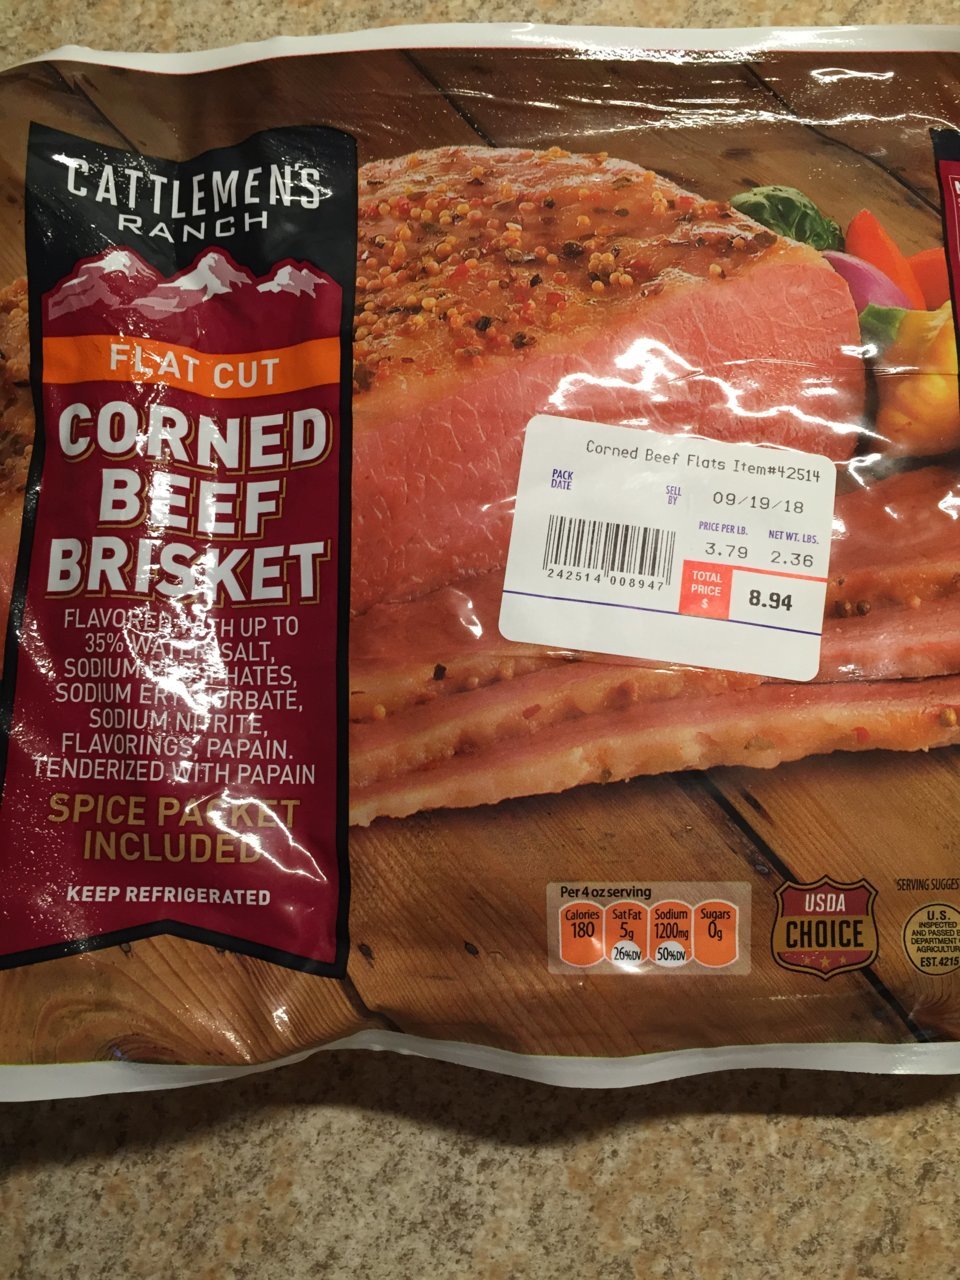 CATTLEMEN'S
RANCH
FLAT CUT
CORNED
BEEF
BRISKET
FLAVORED WITH UP TO
35% WATER, SALT,
SODIUM
SODIUM ERYTHORBATE,
SODIUM NITRITE,
FLAVORINGS, PAPAIN.
TENDERIZED WITH PAPAIN
SPICE PACKET
INCLUDED
KEEP REFRIGERATED
Corned Beef Flats Item#42514
PACK
DATE
SELL
BY
09/19/18
PRICE PER LB.
NET WT. LBS.
3.79
2.36
242514 008947
TOTAL
PRICE
$
8.94
Per 4 oz serving
Calories
180
Sat Fat
5g
26%DV
Sodium
1200mg
50%DV
Sugars
0g
USDA
CHOICE
SERVING
U.S.
INSPECTED
AND PASSED
DEPARTMENT
EST. 4215